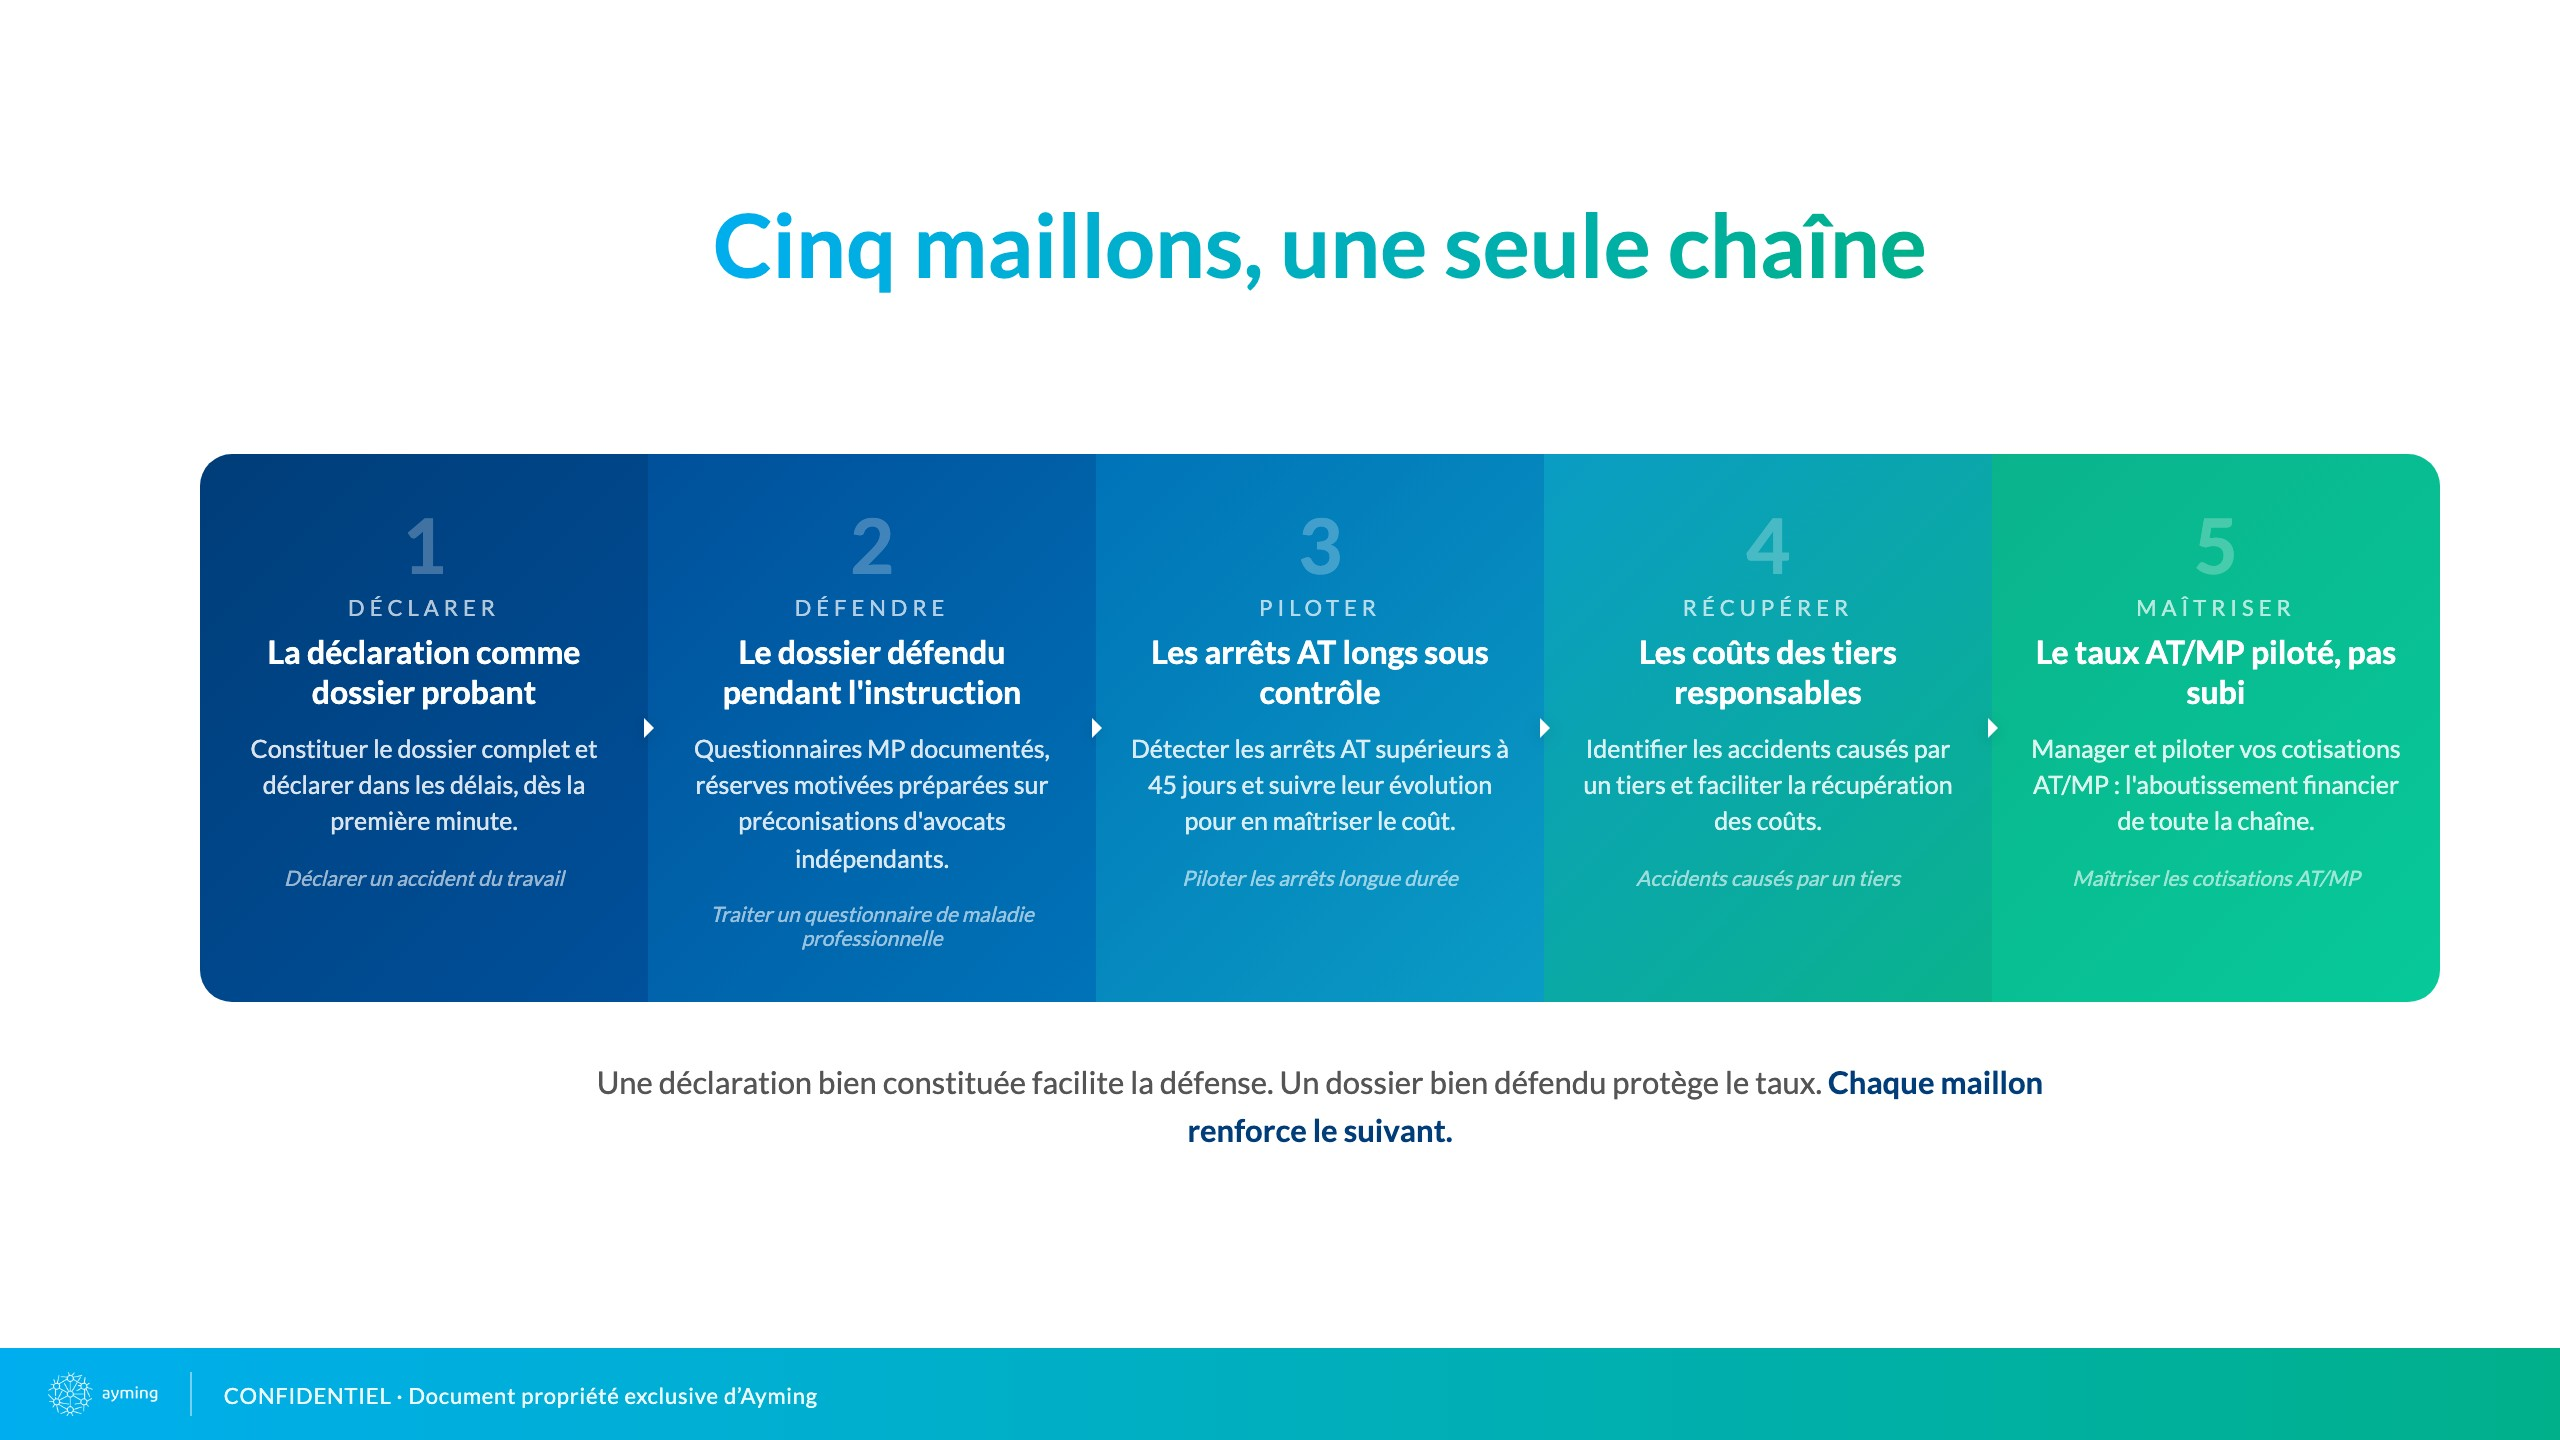 Cinq maillons, une seule chaîne
1
DÉCLARER
La déclaration comme
dossier probant
Constituer le dossier complet et
déclarer dans les délais, dès la
première minute.
Déclarer un accident du travail
2
DÉFENDRE
Le dossier défendu
pendant l'instruction
Questionnaires MP documentés,
réserves motivées préparées sur
préconisations d'avocats
indépendants.
Traiter un questionnaire de maladie
professionnelle
3
PILOTER
Les arrêts AT longs sous
contrôle
Détecter les arrêts AT supérieurs à
45 jours et suivre leur évolution
pour en maîtriser le coût.
Piloter les arrêts longue durée
4
RÉCUPÉRER
Les coûts des tiers
responsables
Identifier les accidents causés par
un tiers et faciliter la récupération
des coûts.
Accidents causés par un tiers
5
MAÎTRISER
Le taux AT/MP piloté, pas
subi
Manager et piloter vos cotisations
AT/MP : l'aboutissement financier
de toute la chaîne.
Maîtriser les cotisations AT/MP
Une déclaration bien constituée facilite la défense. Un dossier bien défendu protège le taux. Chaque maillon
renforce le suivant.
ayming
CONFIDENTIEL · Document propriété exclusive d’Ayming